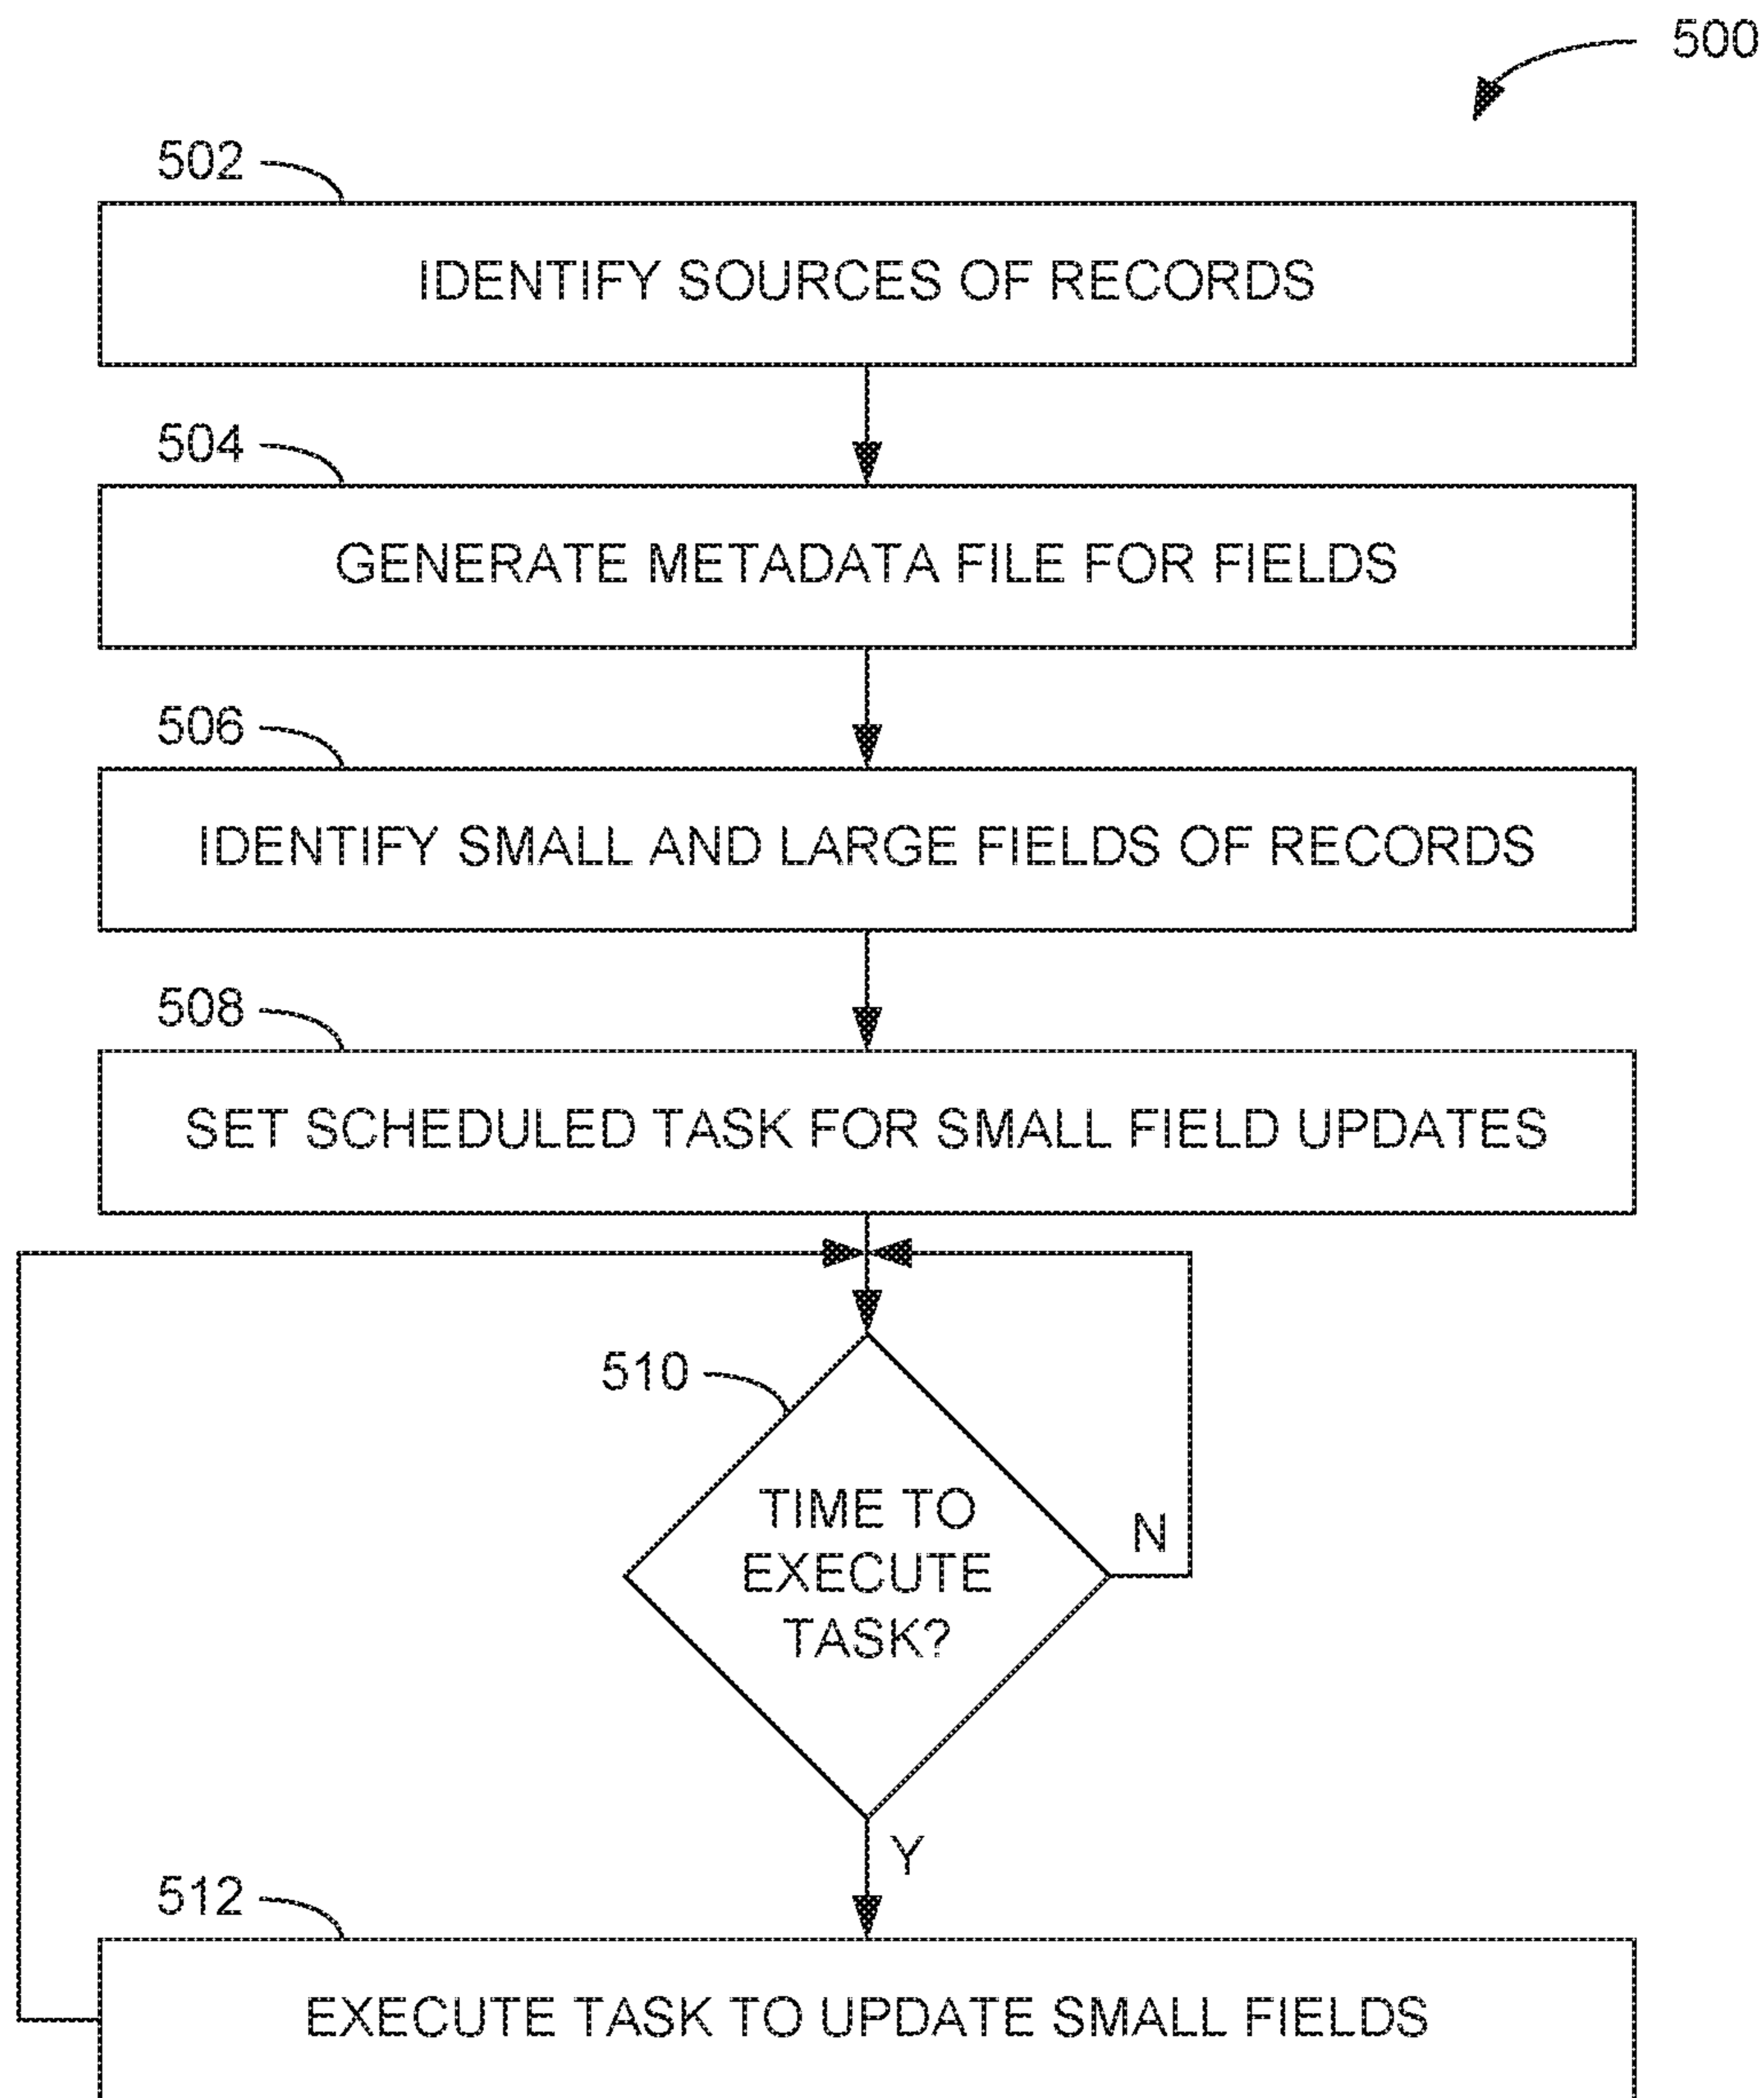 500
502
IDENTIFY SOURCES OF RECORDS
504
GENERATE METADATA FILE FOR FIELDS
506
IDENTIFY SMALL AND LARGE FIELDS OF RECORDS
508
SET SCHEDULED TASK FOR SMALL FIELD UPDATES
510
TIME TO
EXECUTE
TASK?
N
Y
512
EXECUTE TASK TO UPDATE SMALL FIELDS